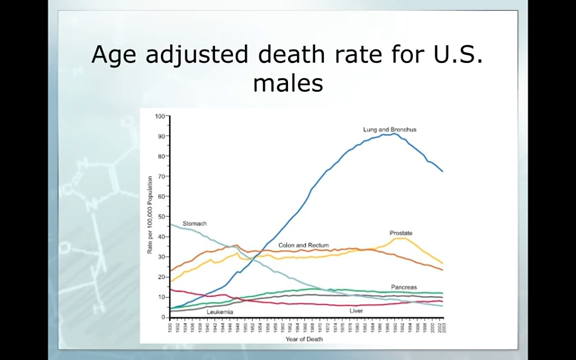 Age adjusted death rate for U.S.
males
100
90
80
70
60
50
40
30
20
10
0
Rate per 100,000 Population
Lung and Bronchus
Stomach
Colon and Rectum
Prostate
Pancreas
Leukemia
Liver
Year of Death